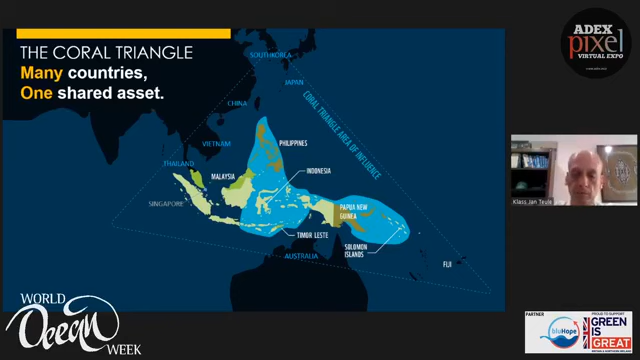 THE CORAL TRIANGLE
Many countries,
One shared asset.
SOUTH KOREA
JAPAN
CHINA
CORAL TRIANGLE AREA OF INFLUENCE
VIETNAM
PHILIPPINES
THAILAND
MALAYSIA
INDONESIA
SINGAPORE
PAPUA NEW
GUINEA
TIMOR LESTE
SOLOMON
ISLANDS
AUSTRALIA
FIJI
WORLD
Ocean
WEEK
ADEX
pixel
VIRTUAL EXPO
Klass Jan Teule
PARTNER
bluHope
PROUD TO SUPPORT
GREEN
IS
GREAT